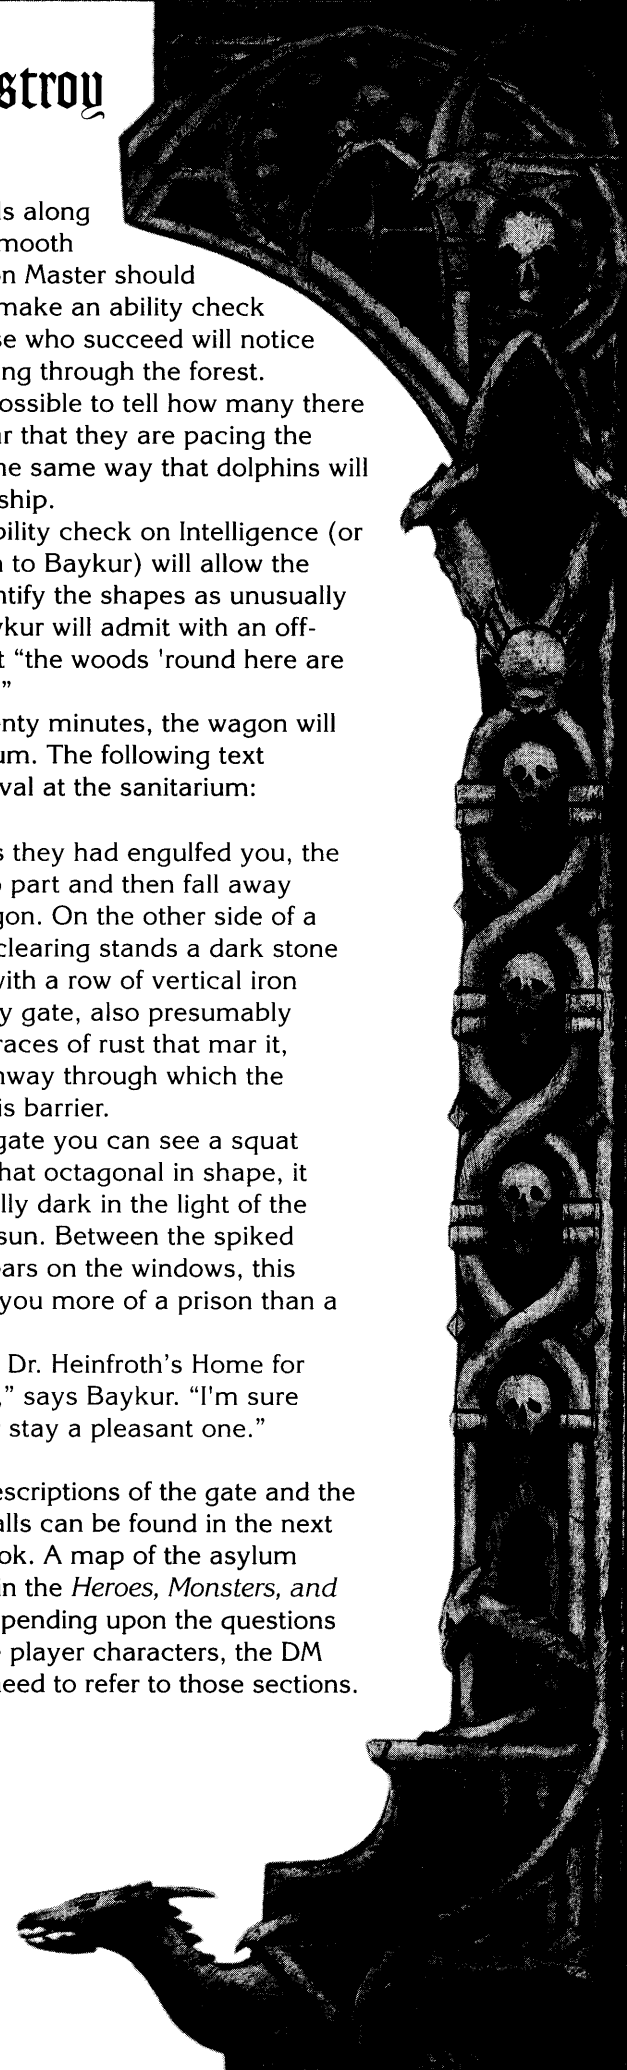 stroy
ls along
mooth
on Master should
make an ability check
se who succeed will notice
ing through the forest.
ossible to tell how many there
ar that they are pacing the
he same way that dolphins will
ship.
bility check on Intelligence (or
n to Baykur) will allow the
ntify the shapes as unusually
ykur will admit with an off-
t “the woods 'round here are
”
enty minutes, the wagon will
um. The following text
val at the sanitarium:
s they had engulfed you, the
o part and then fall away
gon. On the other side of a
clearing stands a dark stone
with a row of vertical iron
y gate, also presumably
races of rust that mar it,
hway through which the
is barrier.
gate you can see a squat
hat octagonal in shape, it
lly dark in the light of the
sun. Between the spiked
ars on the windows, this
you more of a prison than a
Dr. Heinfroth's Home for
,” says Baykur. “I'm sure
r stay a pleasant one.”
escriptions of the gate and the
alls can be found in the next
ok. A map of the asylum
in the Heroes, Monsters, and
pending upon the questions
e player characters, the DM
need to refer to those sections.